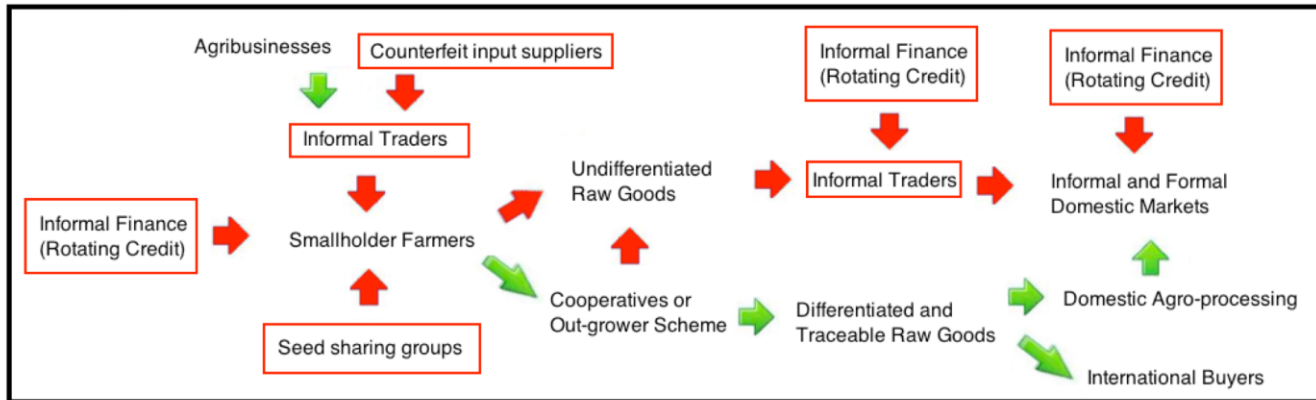 Agribusinesses
Counterfeit input suppliers
Informal Traders
Informal Finance
(Rotating Credit)
Smallholder Farmers
Seed sharing groups
Undifferentiated
Raw Goods
Cooperatives or
Out-grower Scheme
Informal Finance
(Rotating Credit)
Informal Traders
Differentiated and
Traceable Raw Goods
Informal Finance
(Rotating Credit)
Informal and Formal
Domestic Markets
Domestic Agro-processing
International Buyers